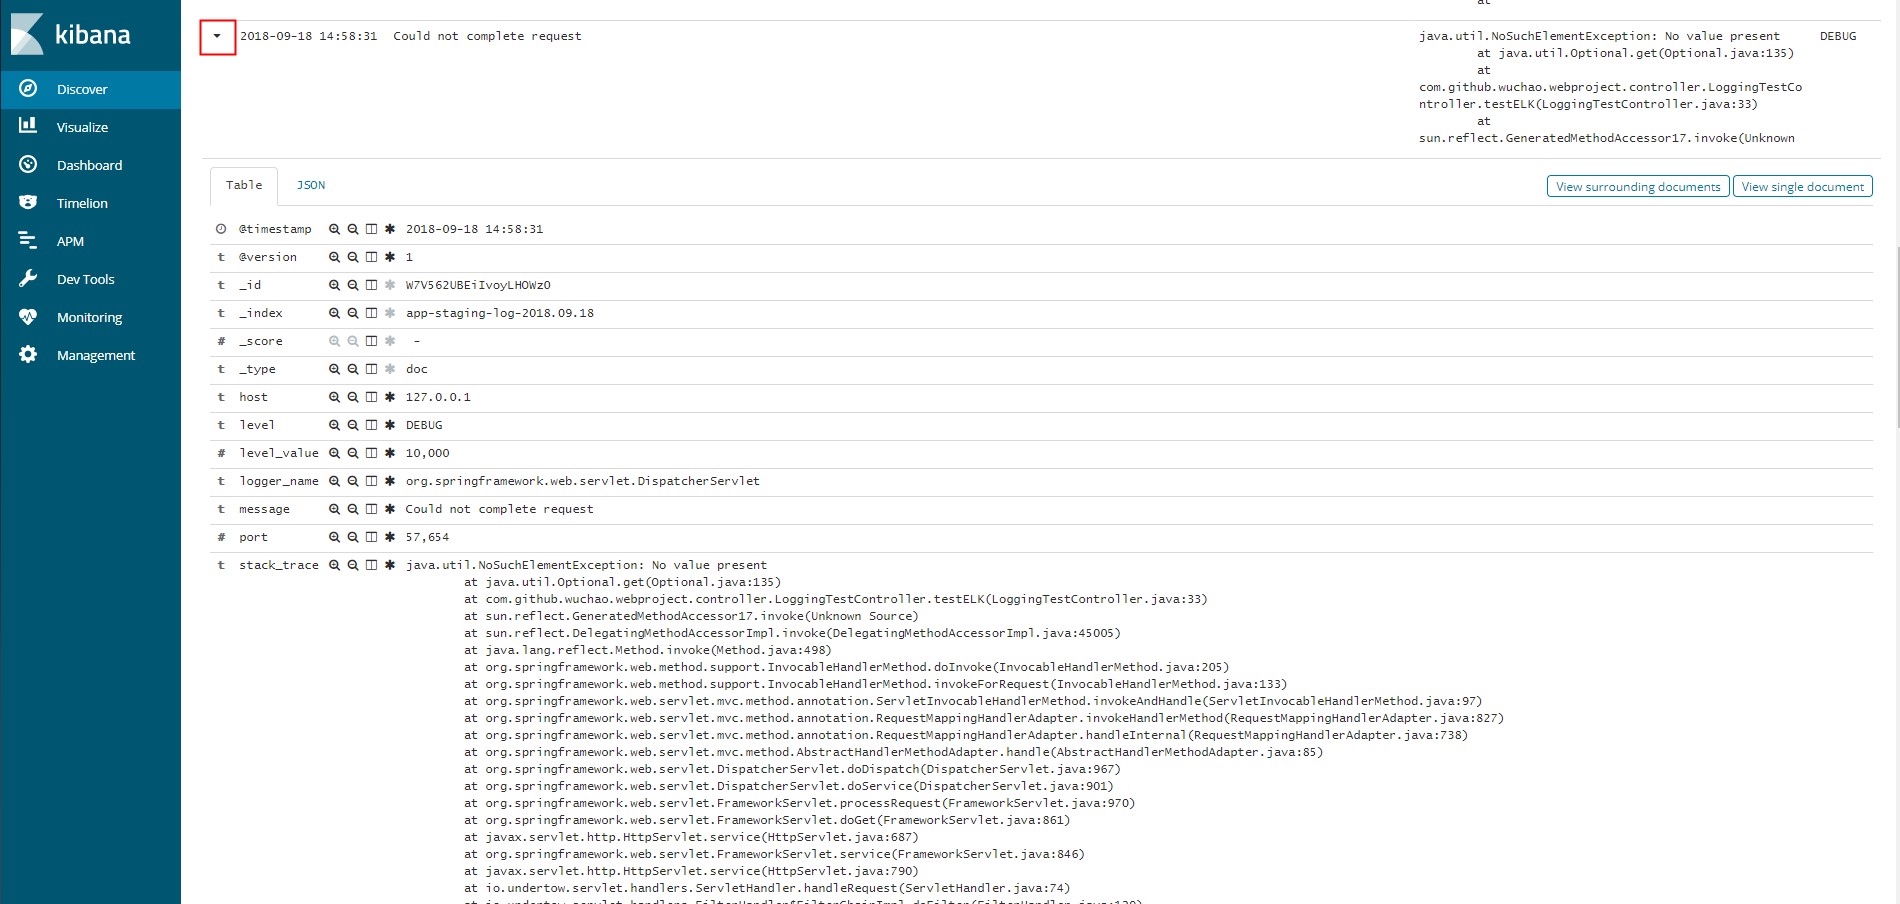 kibana
Discover
Visualize
Dashboard
Timelion
APM
Dev Tools
Monitoring
Management
at
2018-09-18 14:58:31 Could not complete request
java.util.NoSuchElementException: No value present
at java.util.Optional.get(Optional.java:135)
at
com.github.wuchao.webproject.controller.LoggingTestCo
ntroller.testELK(LoggingTestController.java:33)
at
sun.reflect.GeneratedMethodAccessor17.invoke(Unknown
DEBUG
Table JSON
View surrounding documents View single document
t @timestamp 2018-09-18 14:58:31
t @version 1
t _id W7V562UBEiIvoyLHOWzO
t _index app-staging-log-2018.09.18
# _score -
t _type doc
t host 127.0.0.1
t level DEBUG
# level_value 10,000
t logger_name org.springframework.web.servlet.DispatcherServlet
t message Could not complete request
# port 57,654
t stack_trace java.util.NoSuchElementException: No value present
at java.util.Optional.get(Optional.java:135)
at com.github.wuchao.webproject.controller.LoggingTestController.testELK(LoggingTestController.java:33)
at sun.reflect.GeneratedMethodAccessor17.invoke(Unknown Source)
at sun.reflect.DelegatingMethodAccessorImpl.invoke(DelegatingMethodAccessorImpl.java:45005)
at java.lang.reflect.Method.invoke(Method.java:498)
at org.springframework.web.method.support.InvocableHandlerMethod.doInvoke(InvocableHandlerMethod.java:205)
at org.springframework.web.method.support.InvocableHandlerMethod.invokeForRequest(InvocableHandlerMethod.java:133)
at org.springframework.web.servlet.mvc.method.annotation.ServletInvocableHandlerMethod.invokeAndHandle(ServletInvocableHandlerMethod.java:97)
at org.springframework.web.servlet.mvc.method.annotation.RequestMappingHandlerAdapter.invokeHandlerMethod(RequestMappingHandlerAdapter.java:827)
at org.springframework.web.servlet.mvc.method.annotation.RequestMappingHandlerAdapter.handleInternal(RequestMappingHandlerAdapter.java:738)
at org.springframework.web.servlet.mvc.method.AbstractHandlerMethodAdapter.handle(AbstractHandlerMethodAdapter.java:85)
at org.springframework.web.servlet.DispatcherServlet.doDispatch(DispatcherServlet.java:967)
at org.springframework.web.servlet.DispatcherServlet.doService(DispatcherServlet.java:901)
at org.springframework.web.servlet.FrameworkServlet.processRequest(FrameworkServlet.java:970)
at org.springframework.web.servlet.FrameworkServlet.doGet(FrameworkServlet.java:861)
at javax.servlet.http.HttpServlet.service(HttpServlet.java:687)
at org.springframework.web.servlet.FrameworkServlet.service(FrameworkServlet.java:846)
at javax.servlet.http.HttpServlet.service(HttpServlet.java:790)
at io.undertow.servlet.handlers.ServletHandler.handleRequest(ServletHandler.java:74)